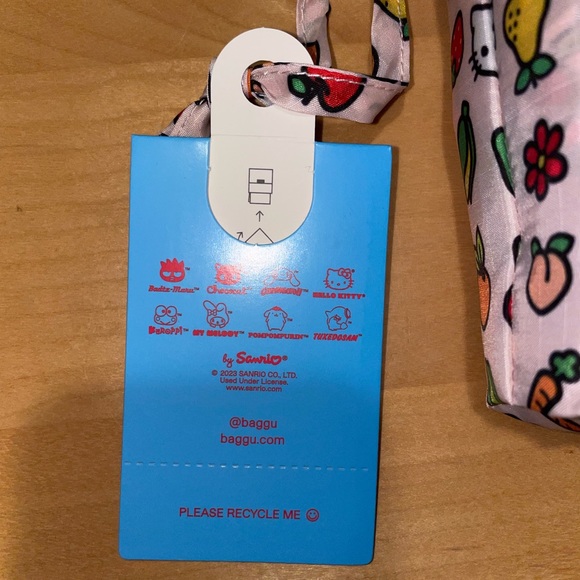 Badtz-Maru™ Chococat™ CINNAMOROLL™ HELLO KITTY®
Keroppi™ MY MELODY™ POMPOMPURIN™ TUXEDOSAM™
by Sanrio®
© 2023 SANRIO CO., LTD.
Used Under License.
www.sanrio.com
@baggu
baggu.com
PLEASE RECYCLE ME